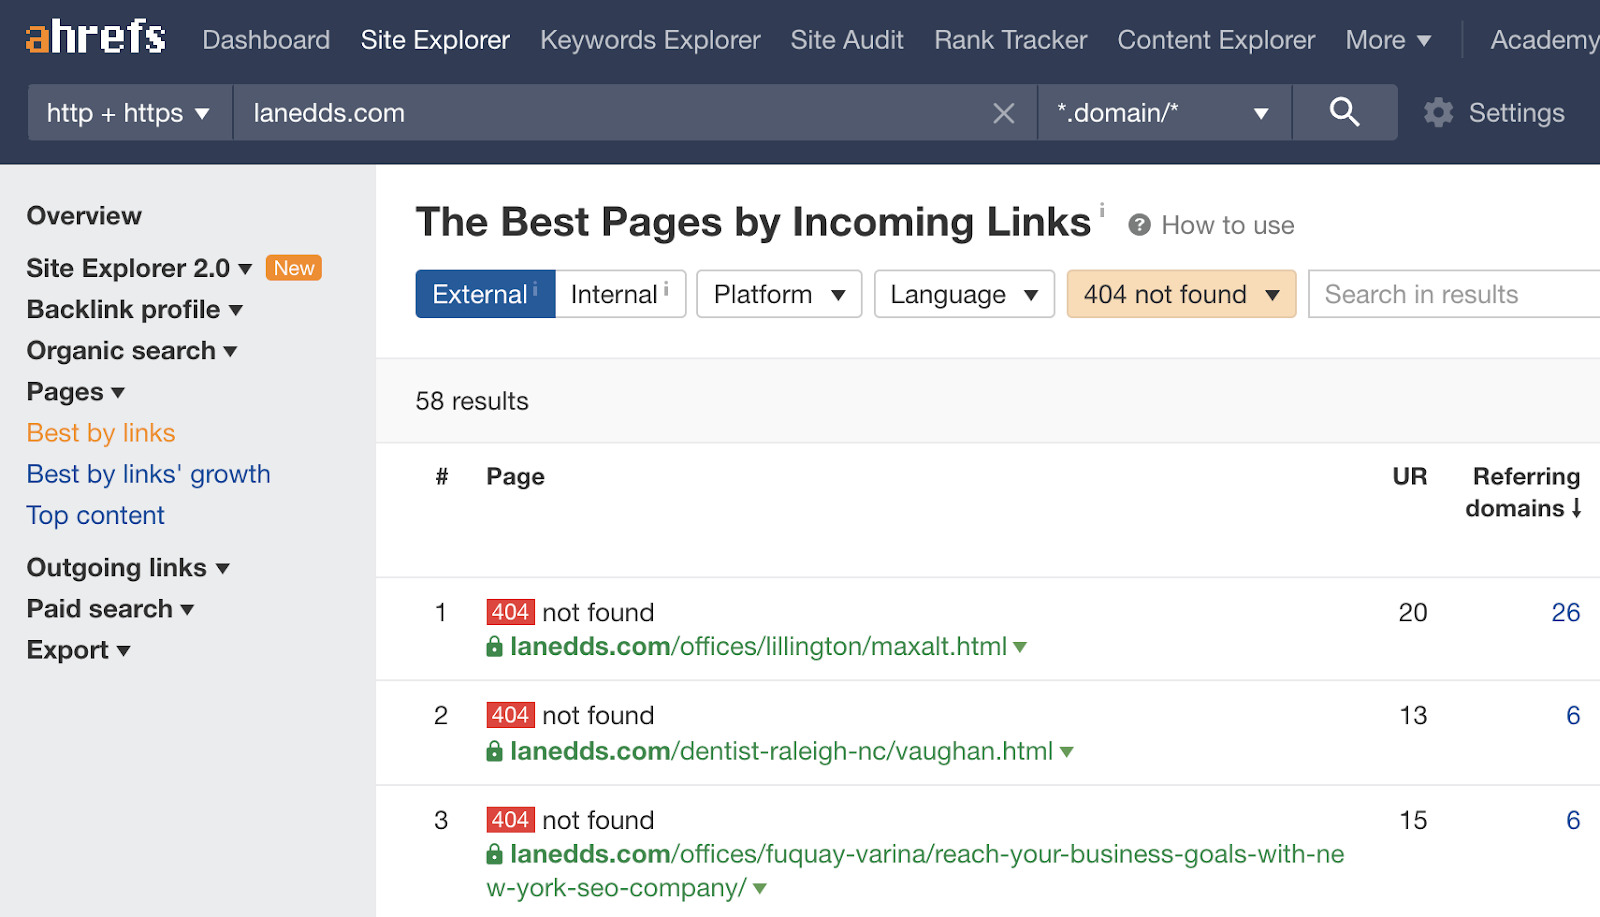 ahrefs Dashboard Site Explorer Keywords Explorer Site Audit Rank Tracker Content Explorer More Academy
http + https lanedds.com *.domain/* Settings
Overview
Site Explorer 2.0 New
Backlink profile
Organic search
Pages
Best by links
Best by links' growth
Top content
Outgoing links
Paid search
Export
The Best Pages by Incoming Links i ? How to use
External i Internal i Platform Language 404 not found Search in results
58 results
# Page UR Referring
domains
1 404 not found 20 26
lanedds.com/offices/lillington/maxalt.html
2 404 not found 13 6
lanedds.com/dentist-raleigh-nc/vaughan.html
3 404 not found 15 6
lanedds.com/offices/fuquay-varina/reach-your-business-goals-with-ne
w-york-seo-company/